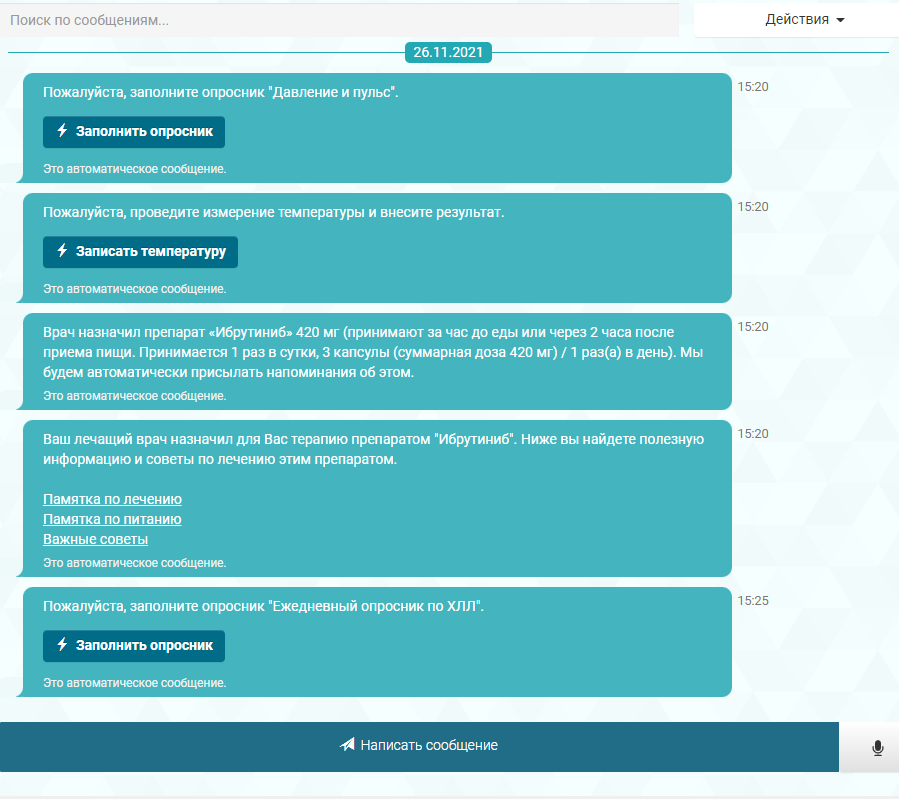 Поиск по сообщениям...
Действия
26.11.2021
Пожалуйста, заполните опросник "Давление и пульс".
15:20
Заполнить опросник
Это автоматическое сообщение.
Пожалуйста, проведите измерение температуры и внесите результат.
15:20
Записать температуру
Это автоматическое сообщение.
Врач назначил препарат «Ибрутиниб» 420 мг (принимают за час до еды или через 2 часа после
15:20
приема пищи. Принимается 1 раз в сутки, 3 капсулы (суммарная доза 420 мг) / 1 раз(а) в день). Мы
будем автоматически присылать напоминания об этом.
Это автоматическое сообщение.
Ваш лечащий врач назначил для Вас терапию препаратом "Ибрутиниб". Ниже вы найдете полезную
15:20
информацию и советы по лечению этим препаратом.
Памятка по лечению
Памятка по питанию
Важные советы
Это автоматическое сообщение.
Пожалуйста, заполните опросник "Ежедневный опросник по ХЛЛ".
15:25
Заполнить опросник
Это автоматическое сообщение.
Написать сообщение